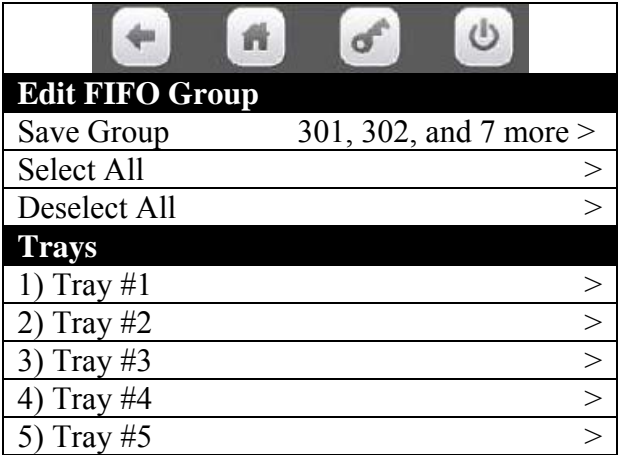 Edit FIFO Group
Save Group 301, 302, and 7 more >
Select All >
Deselect All >
Trays
1) Tray #1 >
2) Tray #2 >
3) Tray #3 >
4) Tray #4 >
5) Tray #5 >